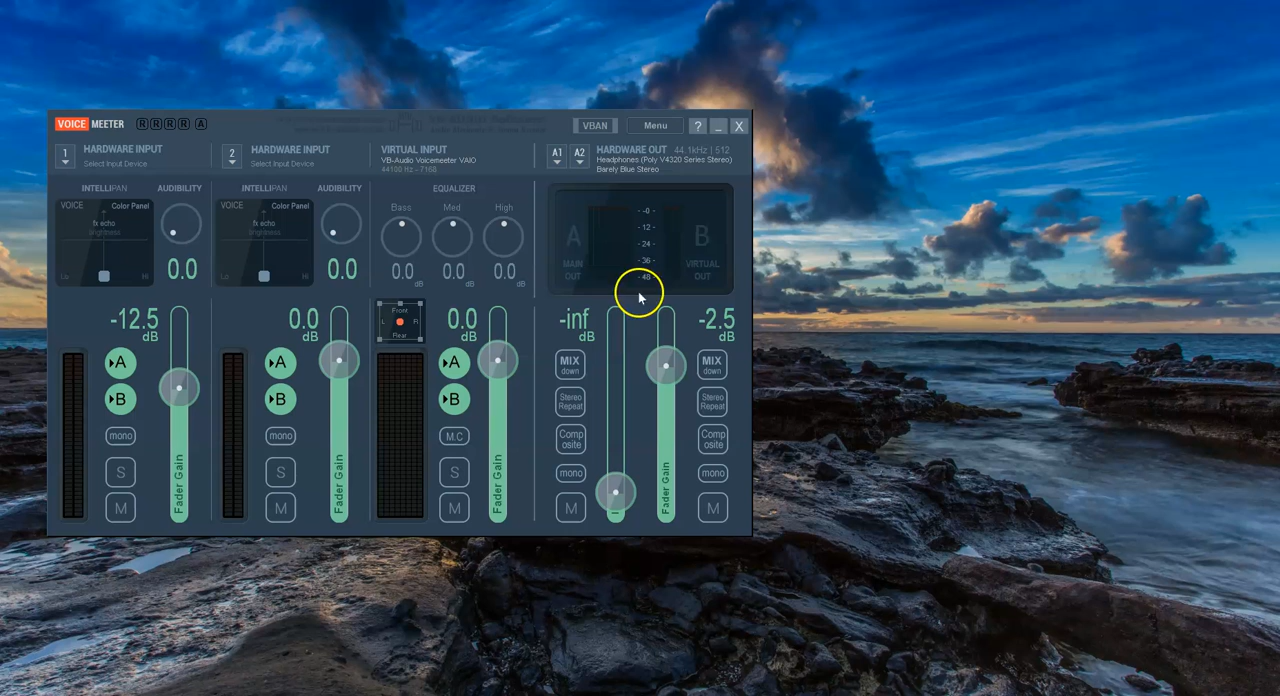 VOICE MEETER R R R R A
VBAN Menu ? _ X
1 HARDWARE INPUT
Select Input Device
2 HARDWARE INPUT
Select Input Device
VIRTUAL INPUT
VB-Audio Voicemeeter VAIO
44100 Hz - 7168
A1 A2 HARDWARE OUT 44.1kHz | 512
Headphones (Poly V4320 Series Stereo)
Barely Blue Stereo
INTELLIPAN AUDIBILITY
VOICE Color Panel
fx echo
brightness
Lo Hi
0.0
INTELLIPAN AUDIBILITY
VOICE Color Panel
fx echo
brightness
Lo Hi
0.0
EQUALIZER
Bass Med High
0.0 0.0 0.0
dB dB dB
A B
MAIN OUT
VIRTUAL OUT
- -0 -
- -12 -
- -24 -
- -36 -
- -48 -
-12.5 dB
A
B
mono
S
M
Fader Gain
0.0 dB
A
B
mono
S
M
Fader Gain
Front
L R
Rear
0.0 dB
A
B
M.C
S
M
Fader Gain
-inf dB
MIX down
Stereo Repeat
Comp osite
mono
M
Fader Gain
-2.5 dB
MIX down
Stereo Repeat
Comp osite
mono
M